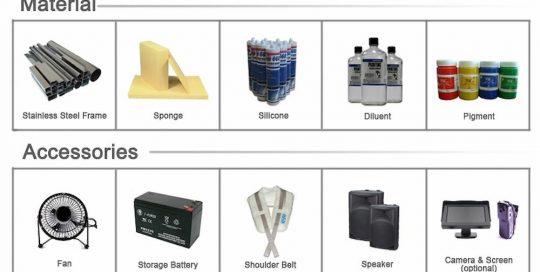 Material
Stainless Steel Frame
Sponge
Silicone
Diluent
Pigment
Accessories
Fan
Storage Battery
Shoulder Belt
Speaker
Camera & Screen
(optional)